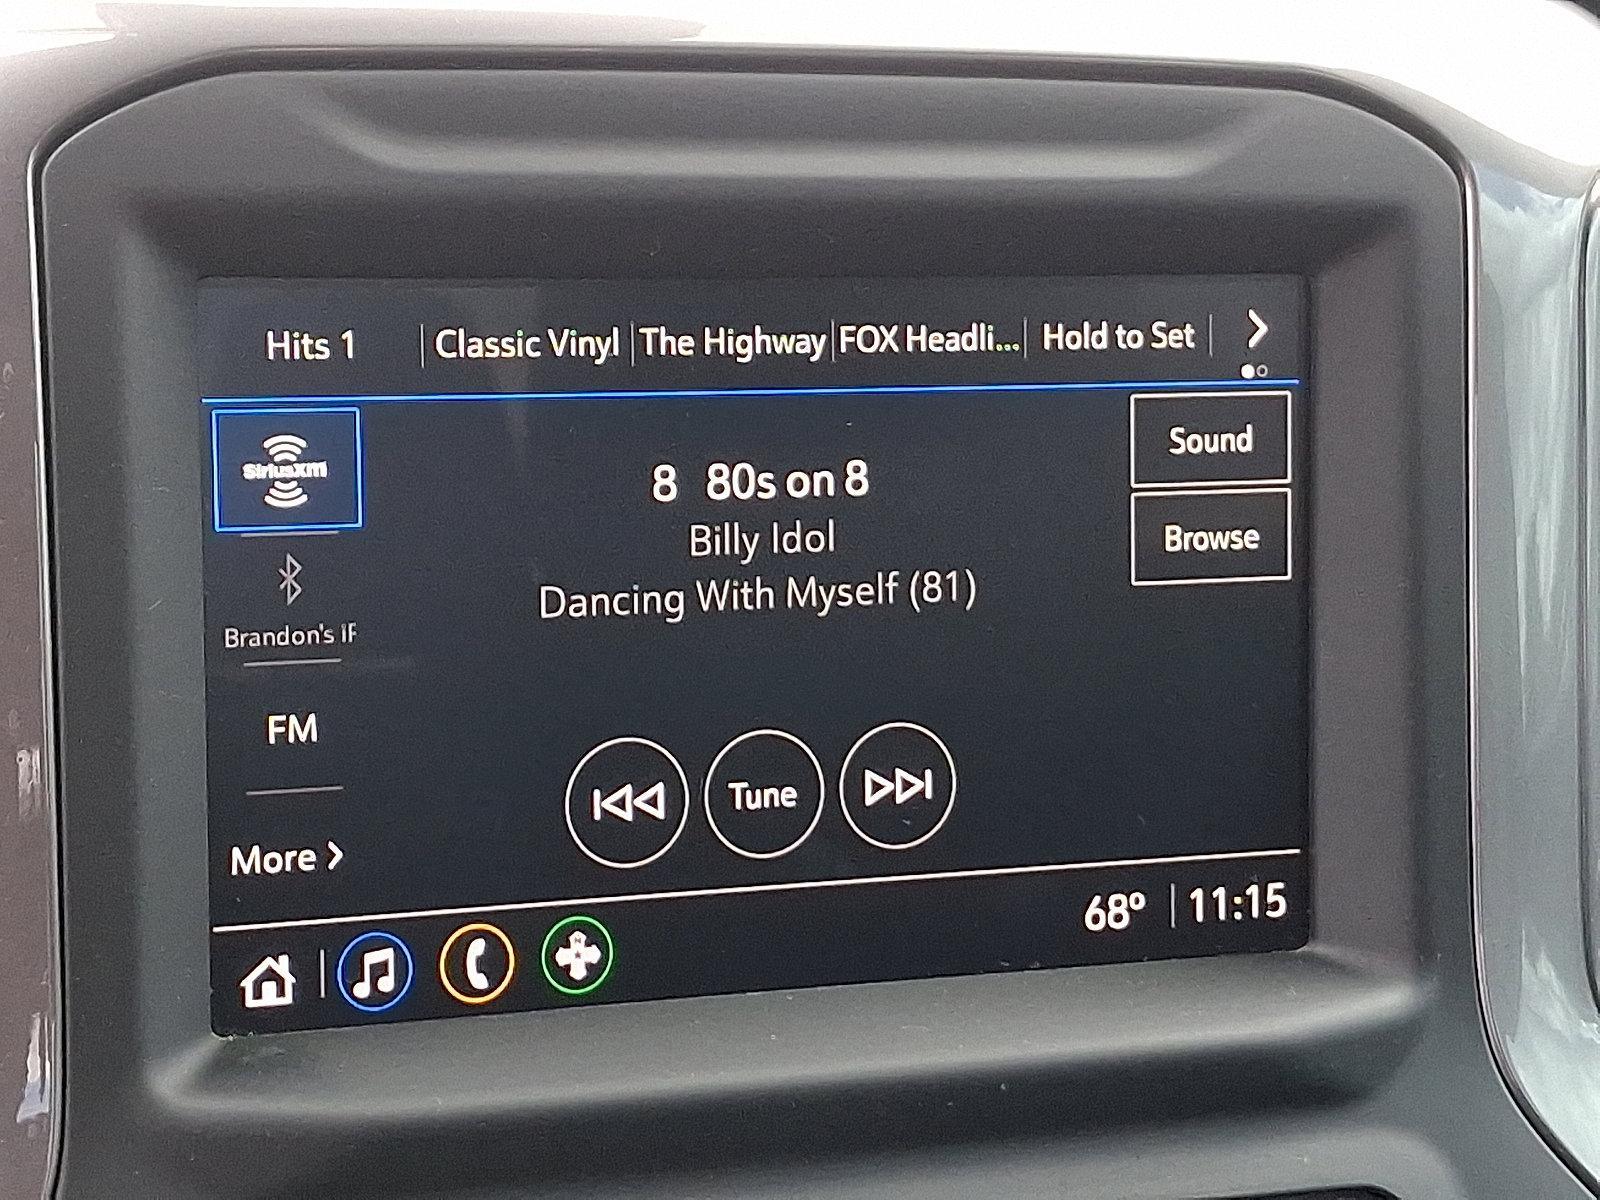 Hits 1 Classic Vinyl The Highway FOX Headli... Hold to Set
SiriusXM
Sound
8 80s on 8
Billy Idol
Browse
Dancing With Myself (81)
Brandon's iP
FM
Tune
More
68° 11:15